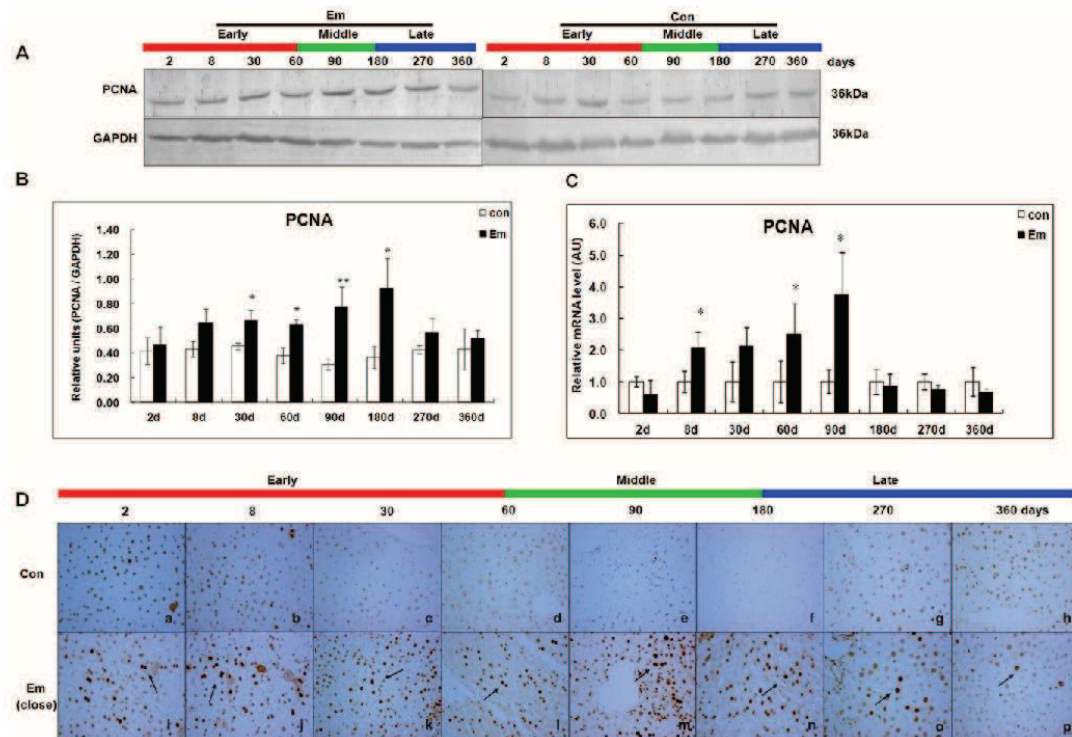 Em Con
Early Middle Late Early Middle Late
A
2 8 30 60 90 180 270 360 2 8 30 60 90 180 270 360 days
PCNA 36kDa
GAPDH 36kDa
B
PCNA
con
Em
Relative units (PCNA / GAPDH)
1.40
1.20
1.00
0.80
0.60
0.40
0.20
0.00
* * ** *
2d 8d 30d 60d 90d 180d 270d 360d
C
PCNA
con
Em
Relative mRNA level (AU)
6.0
5.0
4.0
3.0
2.0
1.0
0.0
* * *
2d 8d 30d 60d 90d 180d 270d 360d
D
Early Middle Late
2 8 30 60 90 180 270 360 days
Con
a b c d e f g h
Em
(close)
i j k l m n o p